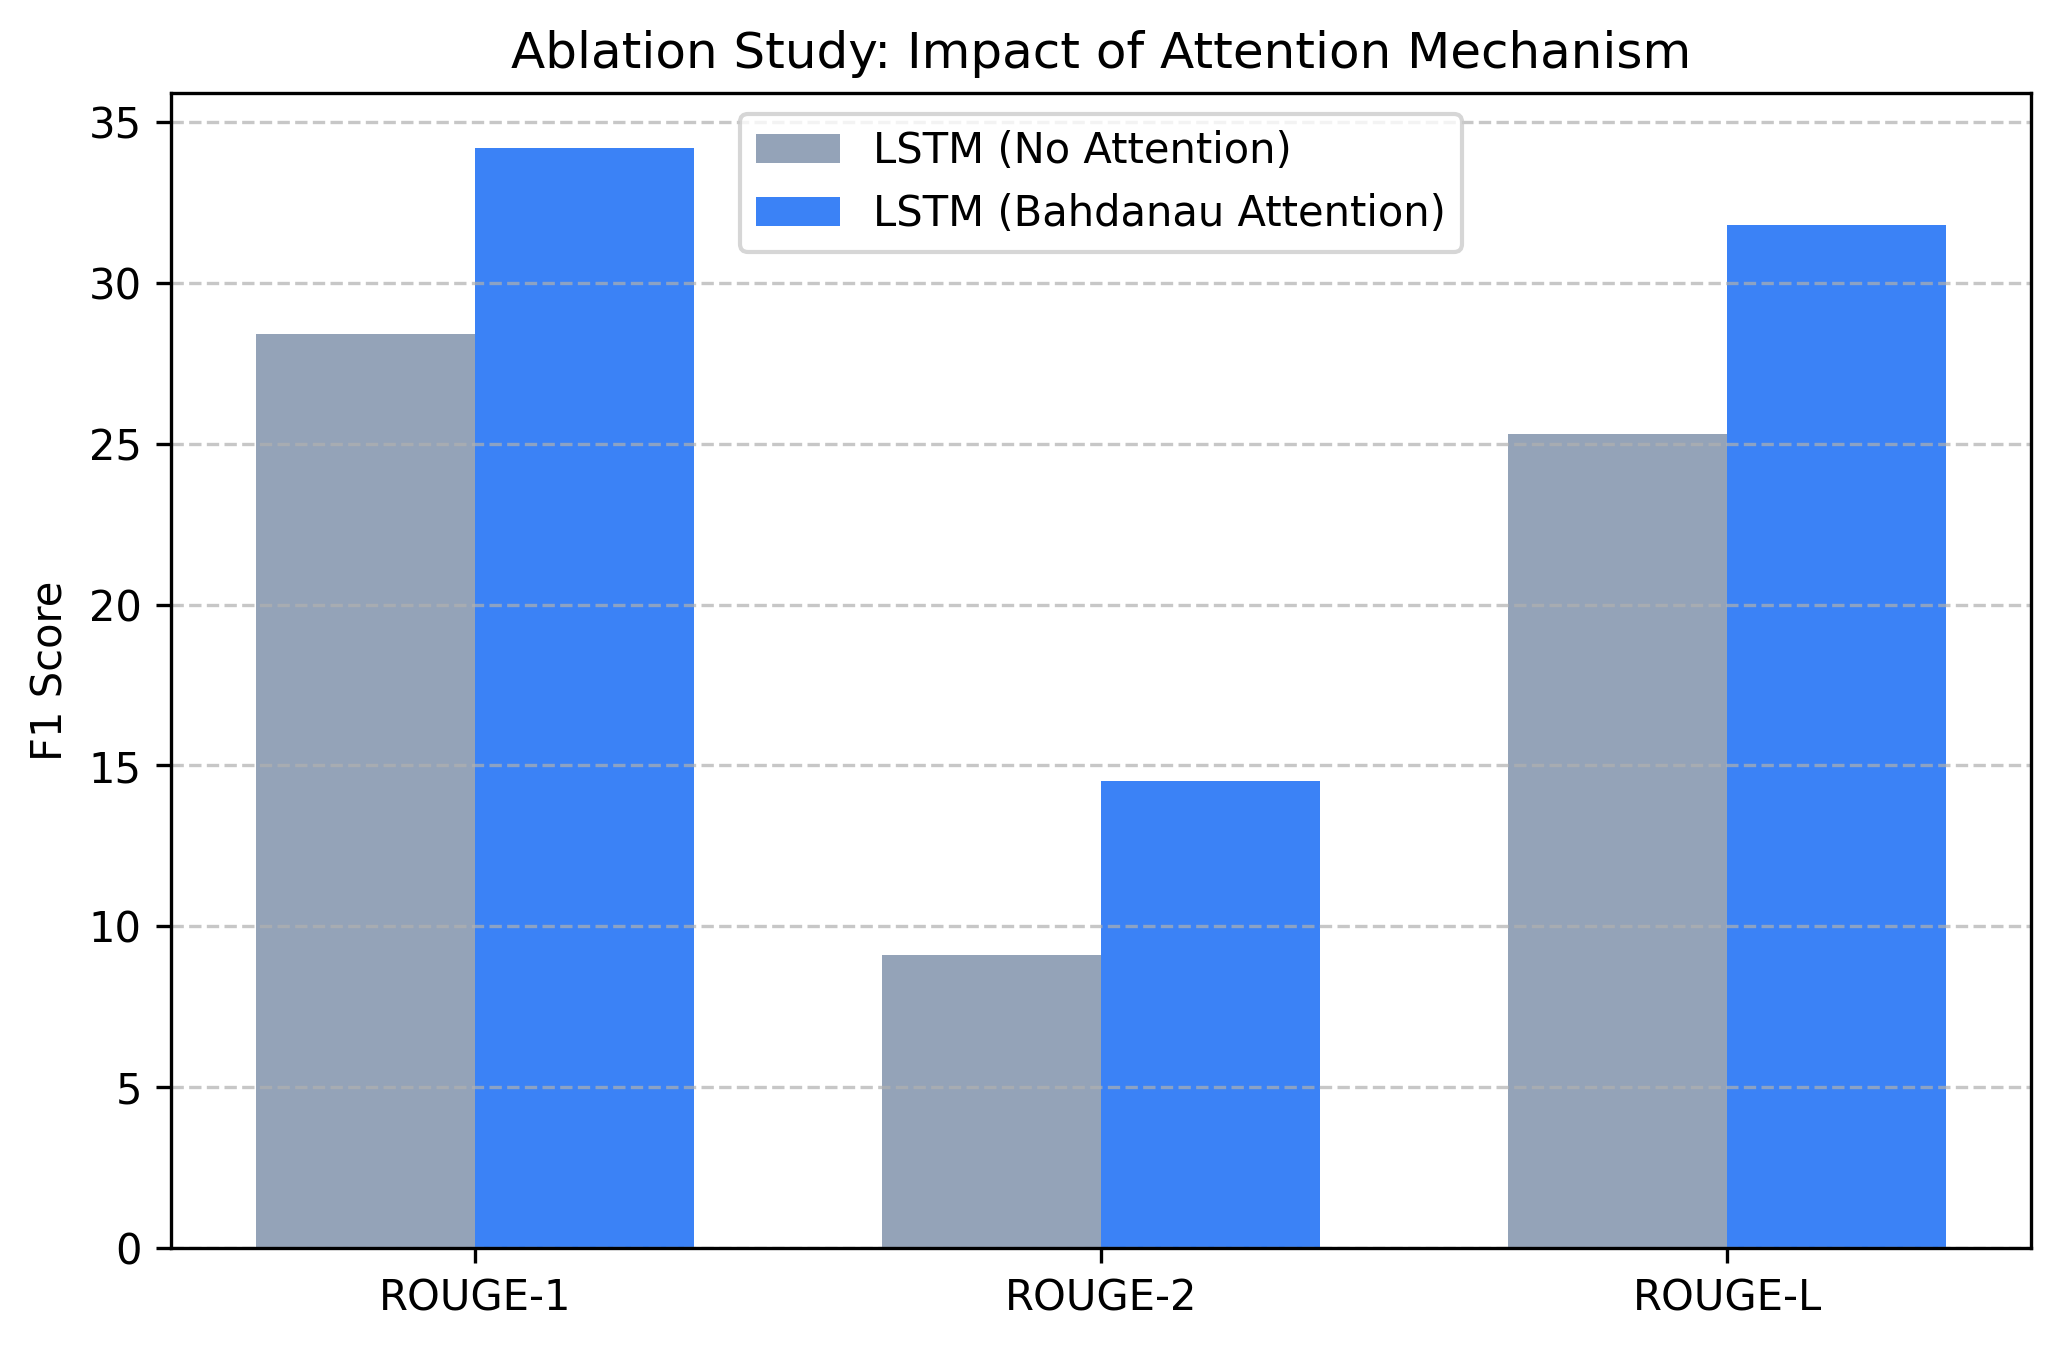 Ablation Study: Impact of Attention Mechanism
LSTM (No Attention)
LSTM (Bahdanau Attention)
F1 Score
35
30
25
20
15
10
5
0
ROUGE-1
ROUGE-2
ROUGE-L